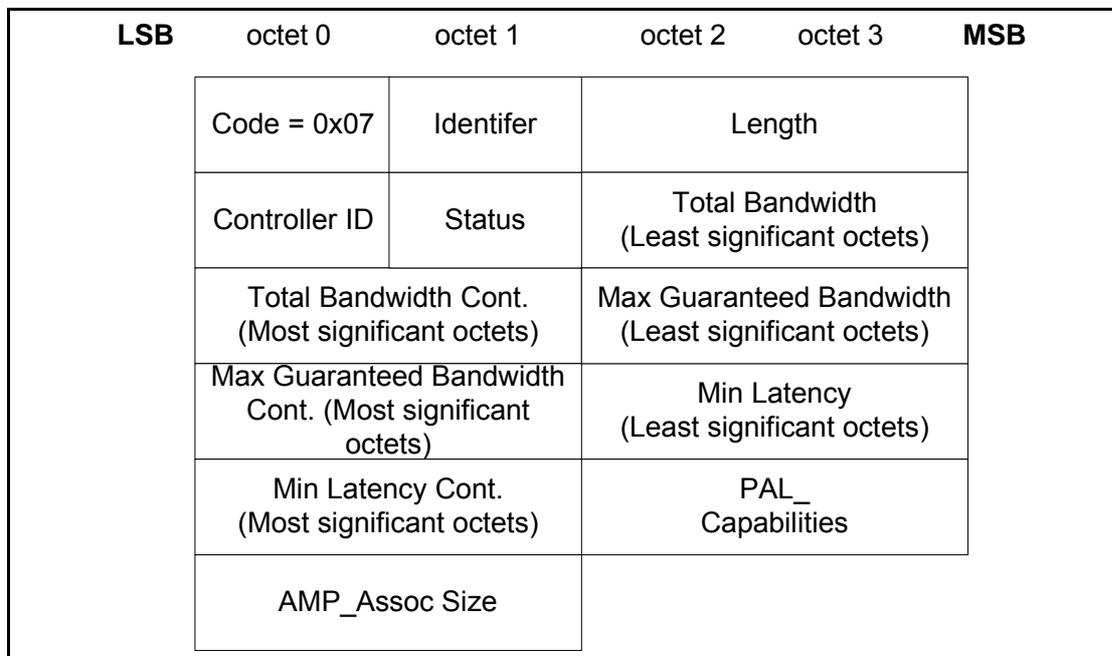 LSB octet 0 octet 1 octet 2 octet 3 MSB
Code = 0x07 Identifer Length
Controller ID Status Total Bandwidth
(Least significant octets)
Total Bandwidth Cont.
(Most significant octets)
Max Guaranteed Bandwidth
(Least significant octets)
Max Guaranteed Bandwidth
Cont. (Most significant
octets)
Min Latency
(Least significant octets)
Min Latency Cont.
(Most significant octets)
PAL_
Capabilities
AMP_Assoc Size